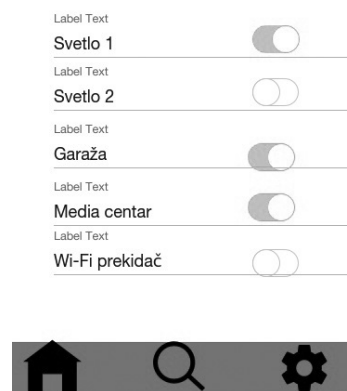 Label Text
Svetlo 1
Label Text
Svetlo 2
Label Text
Garaža
Label Text
Media centar
Label Text
Wi-Fi prekidač